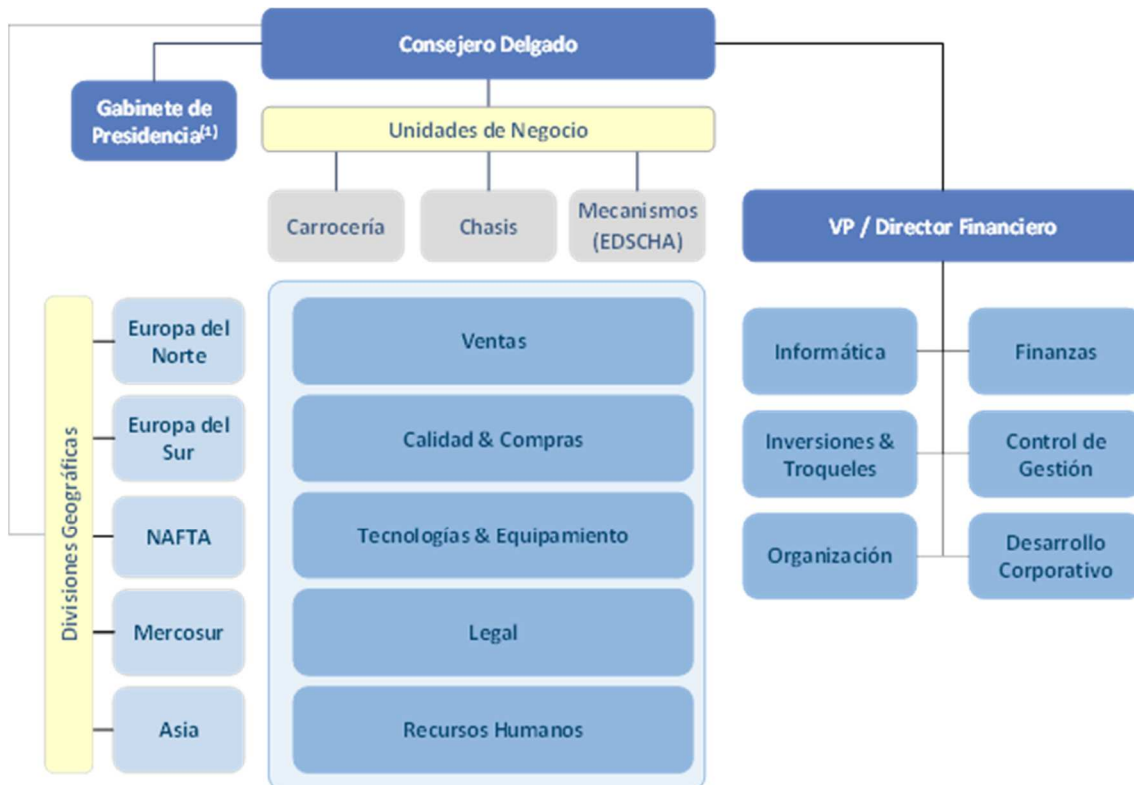 Consejero Delgado
Gabinete de
Presidencia(1)
Unidades de Negocio
Carrocería
Chasis
Mecanismos
(EDSCHA)
VP / Director Financiero
Divisiones Geográficas
Europa del
Norte
Europa del
Sur
NAFTA
Mercosur
Asia
Ventas
Calidad & Compras
Tecnologías & Equipamiento
Legal
Recursos Humanos
Informática
Finanzas
Inversiones &
Troqueles
Control de
Gestión
Organización
Desarrollo
Corporativo